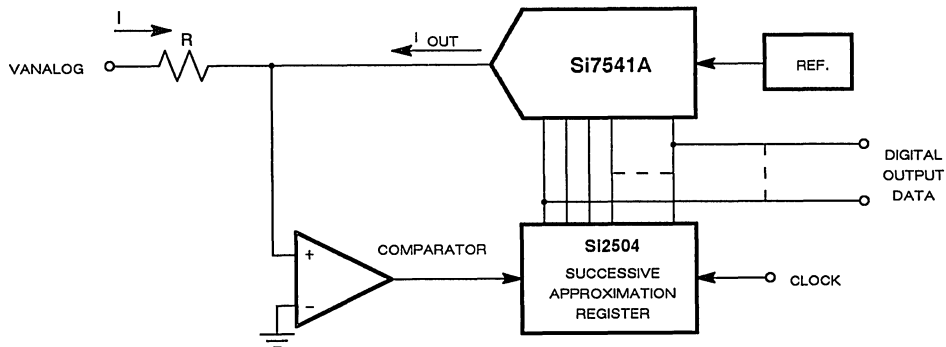 I
R
I OUT
VANALOG
Si7541A
REF.
DIGITAL
OUTPUT
DATA
COMPARATOR
+
−
Si2504
SUCCESSIVE
APPROXIMATION
REGISTER
CLOCK